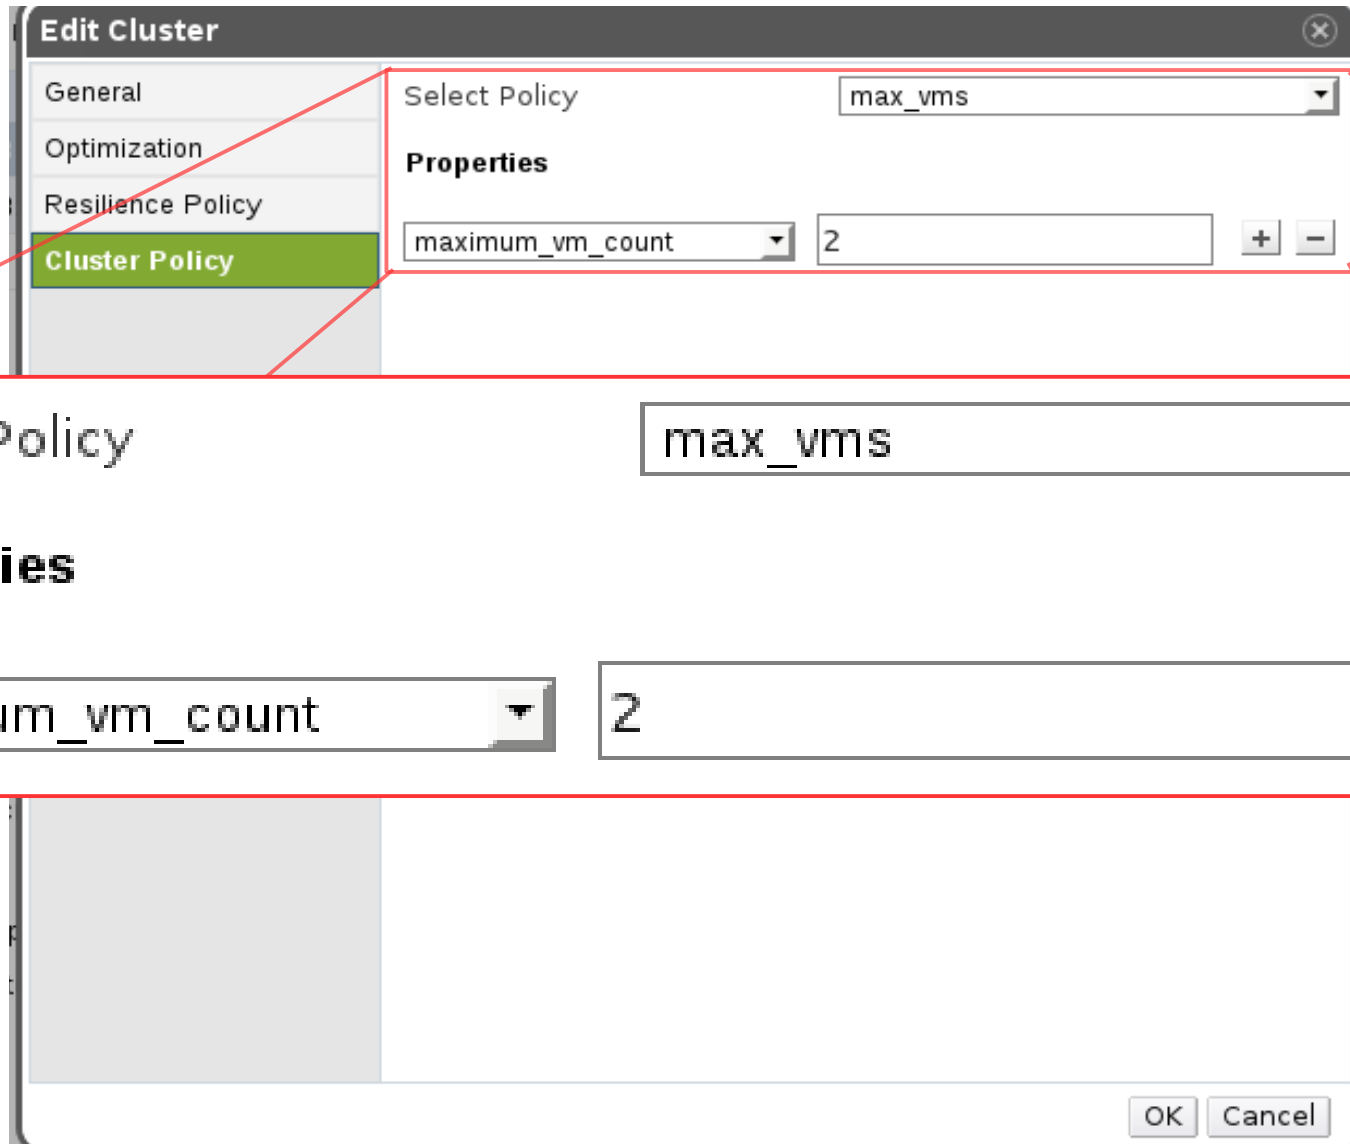 Edit Cluster
General
Optimization
Resilience Policy
Cluster Policy
Select Policy max_vms
Properties
maximum_vm_count 2 + −
Policy max_vms
ies
um_vm_count 2
OK Cancel